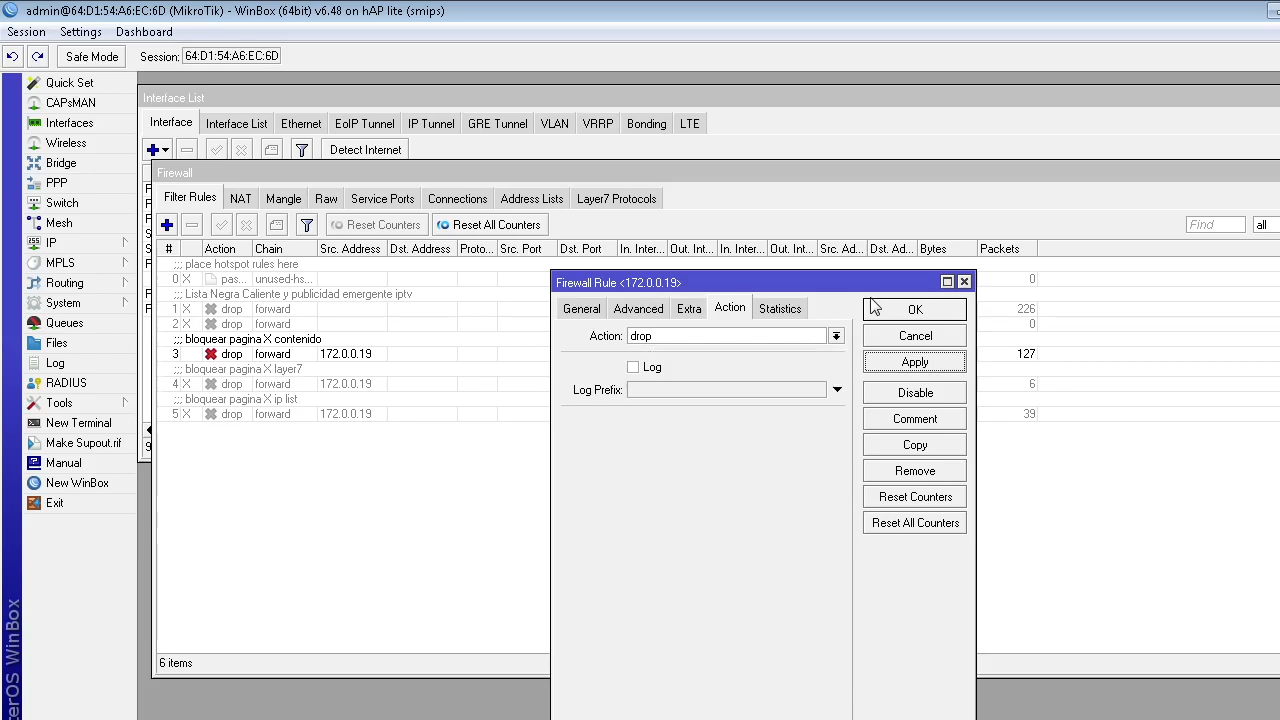 admin@64:D1:54:A6:EC:6D (MikroTik) - WinBox (64bit) v6.48 on hAP lite (smips)
Session Settings Dashboard
Safe Mode Session: 64:D1:54:A6:EC:6D
Quick Set
CAPsMAN
Interfaces
Wireless
Bridge
PPP
Switch
Mesh
IP
MPLS
Routing
System
Queues
Files
Log
RADIUS
Tools
New Terminal
Make Supout.rif
Manual
New WinBox
Exit
terOS WinBox
Interface List
Interface Interface List Ethernet EoIP Tunnel IP Tunnel GRE Tunnel VLAN VRRP Bonding LTE
Detect Internet
Firewall
Filter Rules NAT Mangle Raw Service Ports Connections Address Lists Layer7 Protocols
Reset Counters Reset All Counters Find all
# Action Chain Src. Address Dst. Address Proto... Src. Port Dst. Port In. Inter... Out. Int... In. Inter... Out. Int... Src. Ad... Dst. Ad... Bytes Packets
;;; place hotspot rules here
0 X pas... unused-hs... 0
;;; Lista Negra Caliente y publicidad emergente iptv
1 X drop forward 226
2 X drop forward 0
;;; bloquear pagina X contenido
3 drop forward 172.0.0.19 127
;;; bloquear pagina X layer7
4 X drop forward 172.0.0.19 6
;;; bloquear pagina X ip list
5 X drop forward 172.0.0.19 39
6 items
Firewall Rule <172.0.0.19>
General Advanced Extra Action Statistics
Action: drop
Log
Log Prefix:
OK
Cancel
Apply
Disable
Comment
Copy
Remove
Reset Counters
Reset All Counters